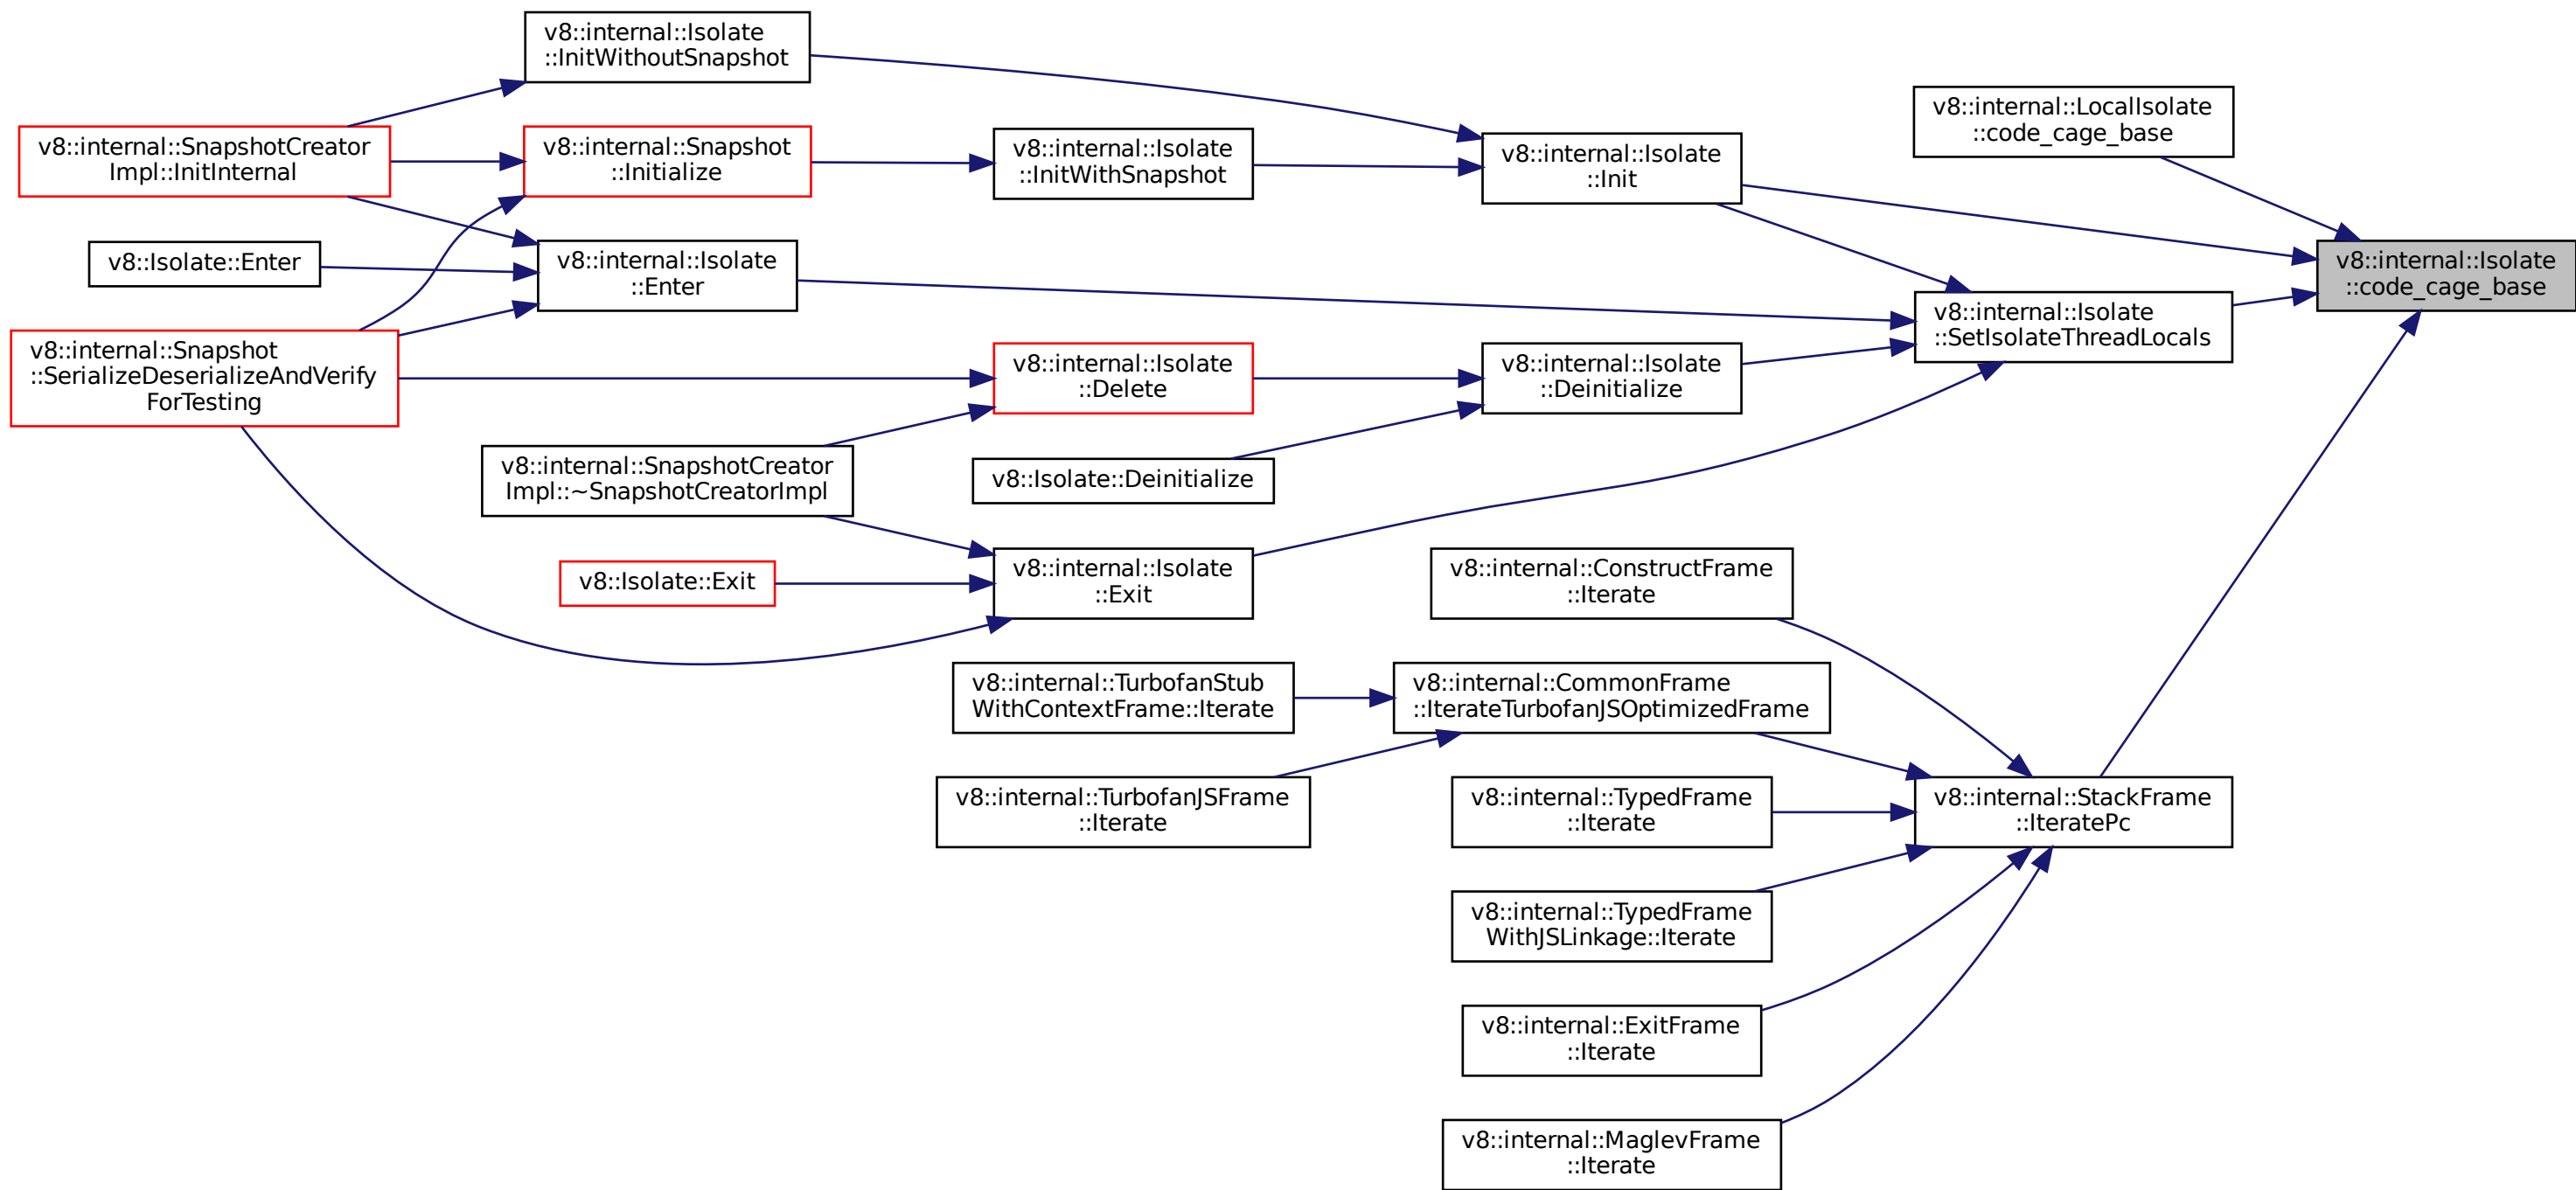 v8::internal::Isolate
::InitWithoutSnapshot
v8::internal::LocalIsolate
::code_cage_base
v8::internal::SnapshotCreator
Impl::InitInternal
v8::internal::Snapshot
::Initialize
v8::internal::Isolate
::InitWithSnapshot
v8::internal::Isolate
::Init
v8::Isolate::Enter
v8::internal::Isolate
::Enter
v8::internal::Isolate
::code_cage_base
v8::internal::Isolate
::SetIsolateThreadLocals
v8::internal::Snapshot
::SerializeDeserializeAndVerify
ForTesting
v8::internal::Isolate
::Delete
v8::internal::Isolate
::Deinitialize
v8::internal::SnapshotCreator
Impl::~SnapshotCreatorImpl
v8::Isolate::Deinitialize
v8::Isolate::Exit
v8::internal::Isolate
::Exit
v8::internal::ConstructFrame
::Iterate
v8::internal::TurbofanStub
WithContextFrame::Iterate
v8::internal::CommonFrame
::IterateTurbofanJSOptimizedFrame
v8::internal::TurbofanJSFrame
::Iterate
v8::internal::TypedFrame
::Iterate
v8::internal::StackFrame
::IteratePc
v8::internal::TypedFrame
WithJSLinkage::Iterate
v8::internal::ExitFrame
::Iterate
v8::internal::MaglevFrame
::Iterate